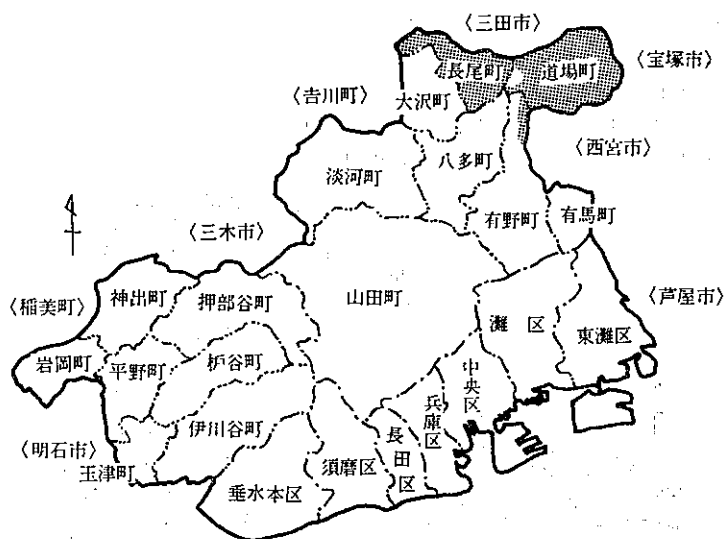 〈三田市〉
長尾町
道場町
〈宝塚市〉
〈吉川町〉
大沢町
〈西宮市〉
八多町
淡河町
有野町
有馬町
〈三木市〉
神出町
押部谷町
山田町
〈稲美町〉
灘区
東灘区
〈芦屋市〉
岩岡町
平野町
栌谷町
中央区
兵庫区
伊川谷町
長田区
〈明石市〉
玉津町
須磨区
垂水本区